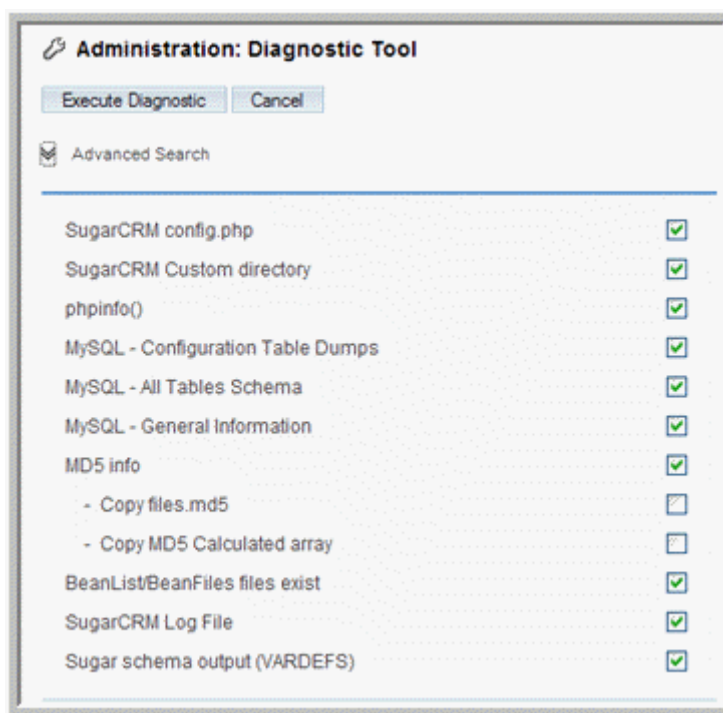 Administration: Diagnostic Tool
Execute Diagnostic Cancel
Advanced Search
SugarCRM config.php
SugarCRM Custom directory
phpinfo()
MySQL - Configuration Table Dumps
MySQL - All Tables Schema
MySQL - General Information
MD5 info
- Copy files.md5
- Copy MD5 Calculated array
BeanList/BeanFiles files exist
SugarCRM Log File
Sugar schema output (VARDEFS)